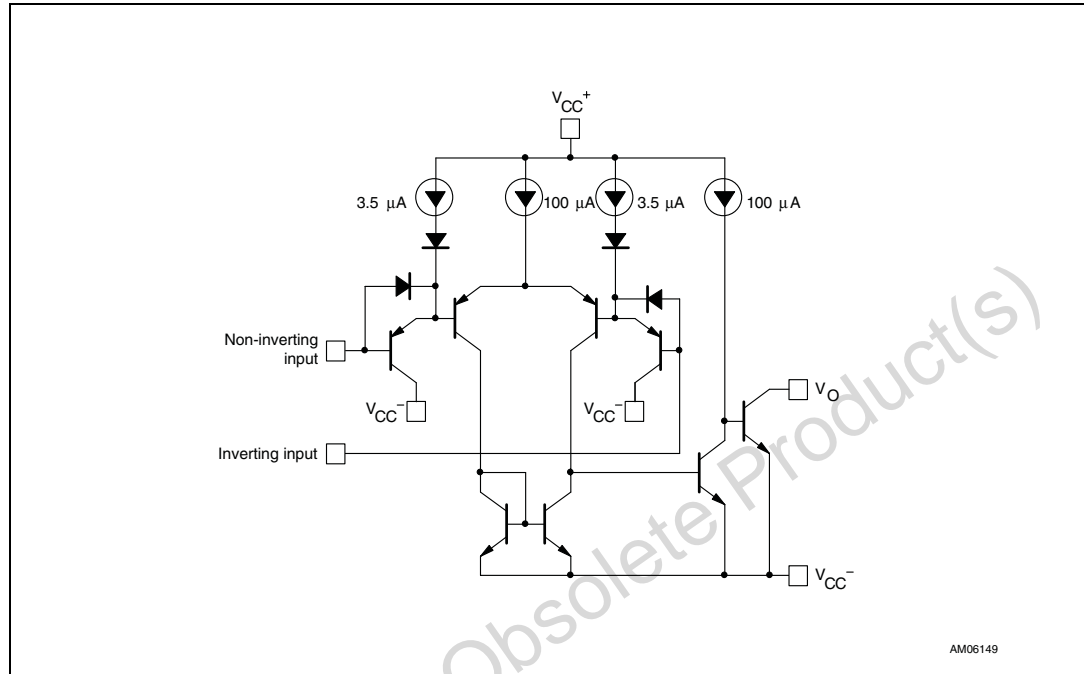 VCC+
3.5 μA
100 μA
3.5 μA
100 μA
Non-inverting
input
VCC-
VCC-
VO
Inverting input
VCC-
Obsolete Product(s)
AM06149